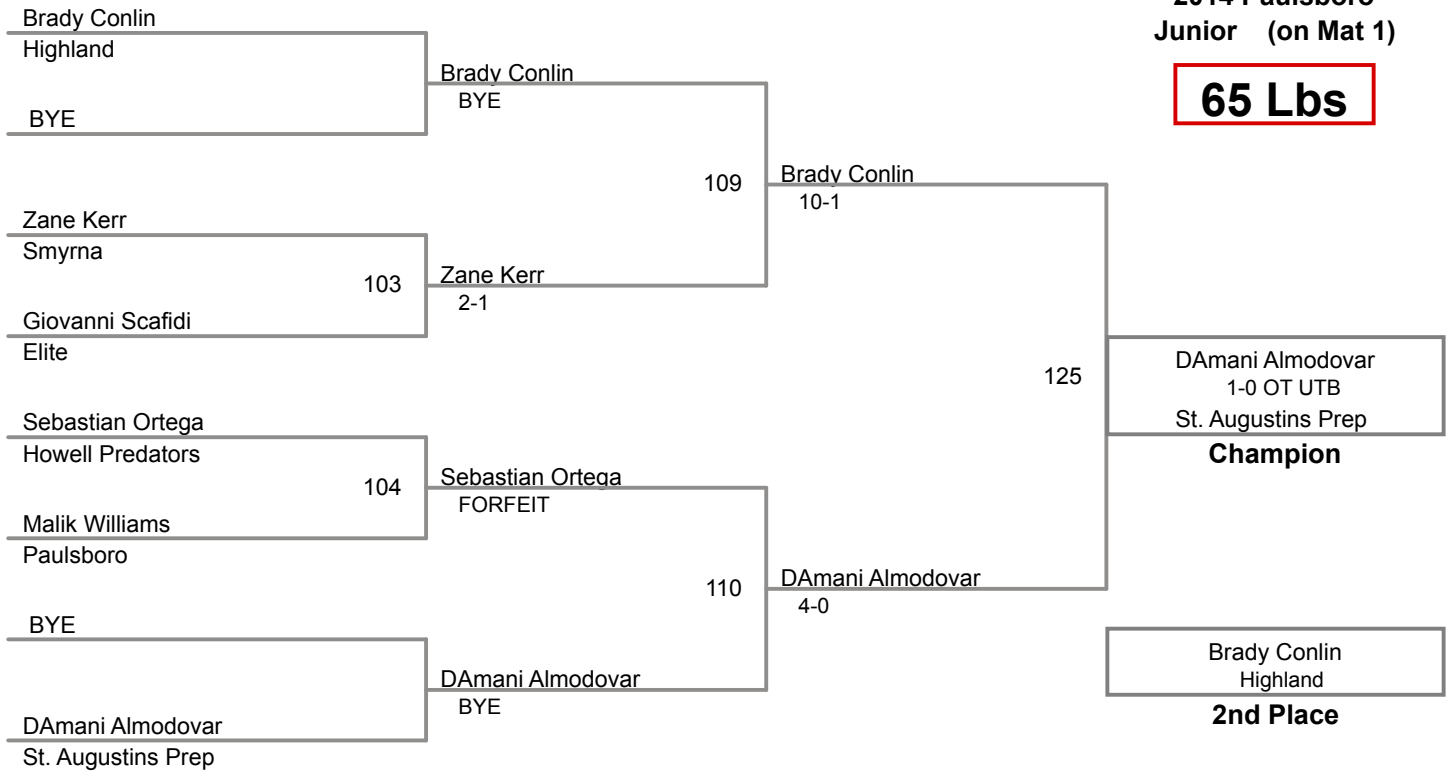 2014 Paulsboro
Junior (on Mat 1)
65 Lbs
Brady Conlin
Highland
BYE
Brady Conlin
BYE
Zane Kerr
Smyrna
Giovanni Scafidi
Elite
103
Zane Kerr
2-1
109
Brady Conlin
10-1
Sebastian Ortega
Howell Predators
Malik Williams
Paulsboro
104
Sebastian Ortega
FORFEIT
BYE
DAmani Almodovar
St. Augustins Prep
DAmani Almodovar
BYE
110
DAmani Almodovar
4-0
125
DAmani Almodovar
1-0 OT UTB
St. Augustins Prep
Champion
Brady Conlin
Highland
2nd Place